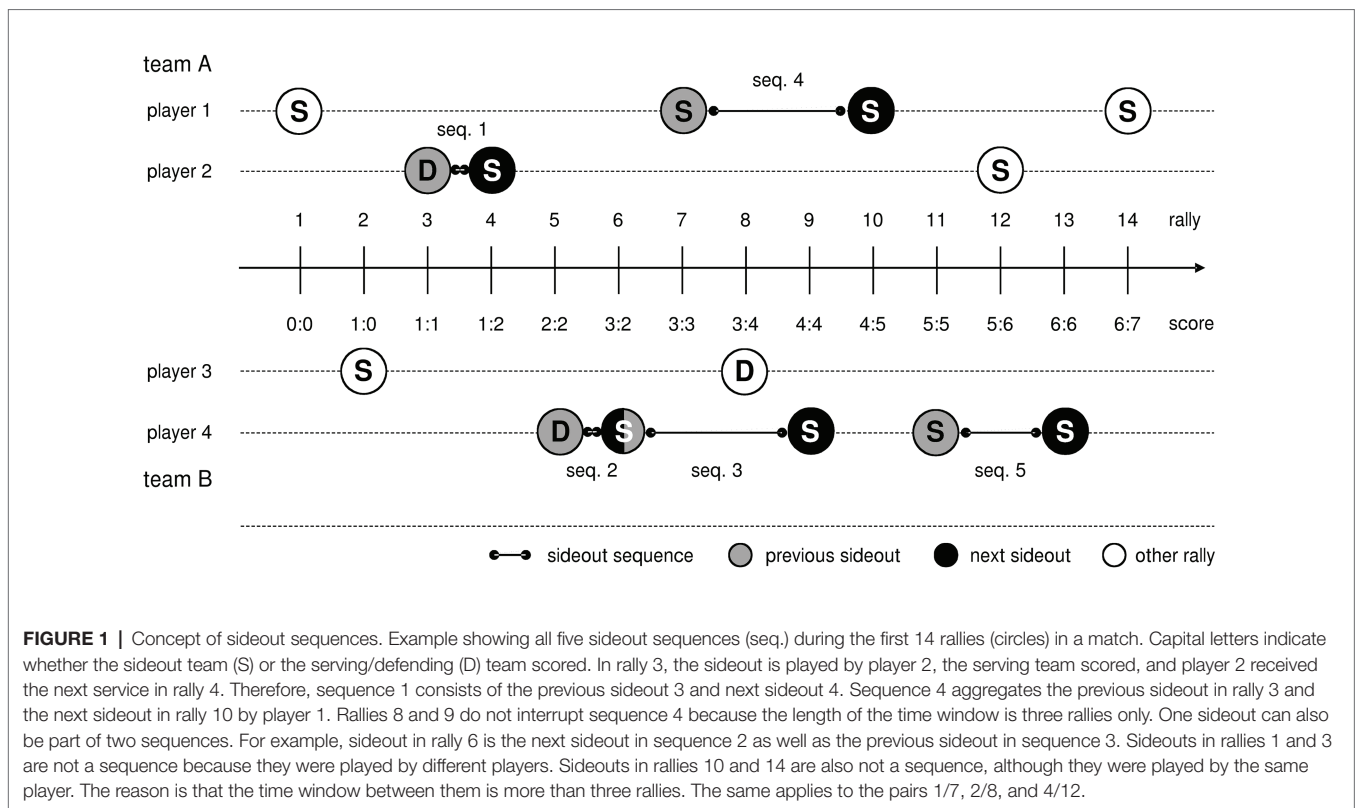 team A
seq. 4
player 1 S S S S
seq. 1
player 2 D S S
1 2 3 4 5 6 7 8 9 10 11 12 13 14 rally
0:0 1:0 1:1 1:2 2:2 3:2 3:3 3:4 4:4 4:5 5:5 5:6 6:6 6:7 score
player 3 S D
player 4 D S S S S
seq. 2 seq. 3 seq. 5
team B
sideout sequence previous sideout next sideout other rally
FIGURE 1 | Concept of sideout sequences. Example showing all five sideout sequences (seq.) during the first 14 rallies (circles) in a match. Capital letters indicate
whether the sideout team (S) or the serving/defending (D) team scored. In rally 3, the sideout is played by player 2, the serving team scored, and player 2 received
the next service in rally 4. Therefore, sequence 1 consists of the previous sideout 3 and next sideout 4. Sequence 4 aggregates the previous sideout in rally 3 and
the next sideout in rally 10 by player 1. Rallies 8 and 9 do not interrupt sequence 4 because the length of the time window is three rallies only. One sideout can also
be part of two sequences. For example, sideout in rally 6 is the next sideout in sequence 2 as well as the previous sideout in sequence 3. Sideouts in rallies 1 and 3
are not a sequence because they were played by different players. Sideouts in rallies 10 and 14 are also not a sequence, although they were played by the same
player. The reason is that the time window between them is more than three rallies. The same applies to the pairs 1/7, 2/8, and 4/12.